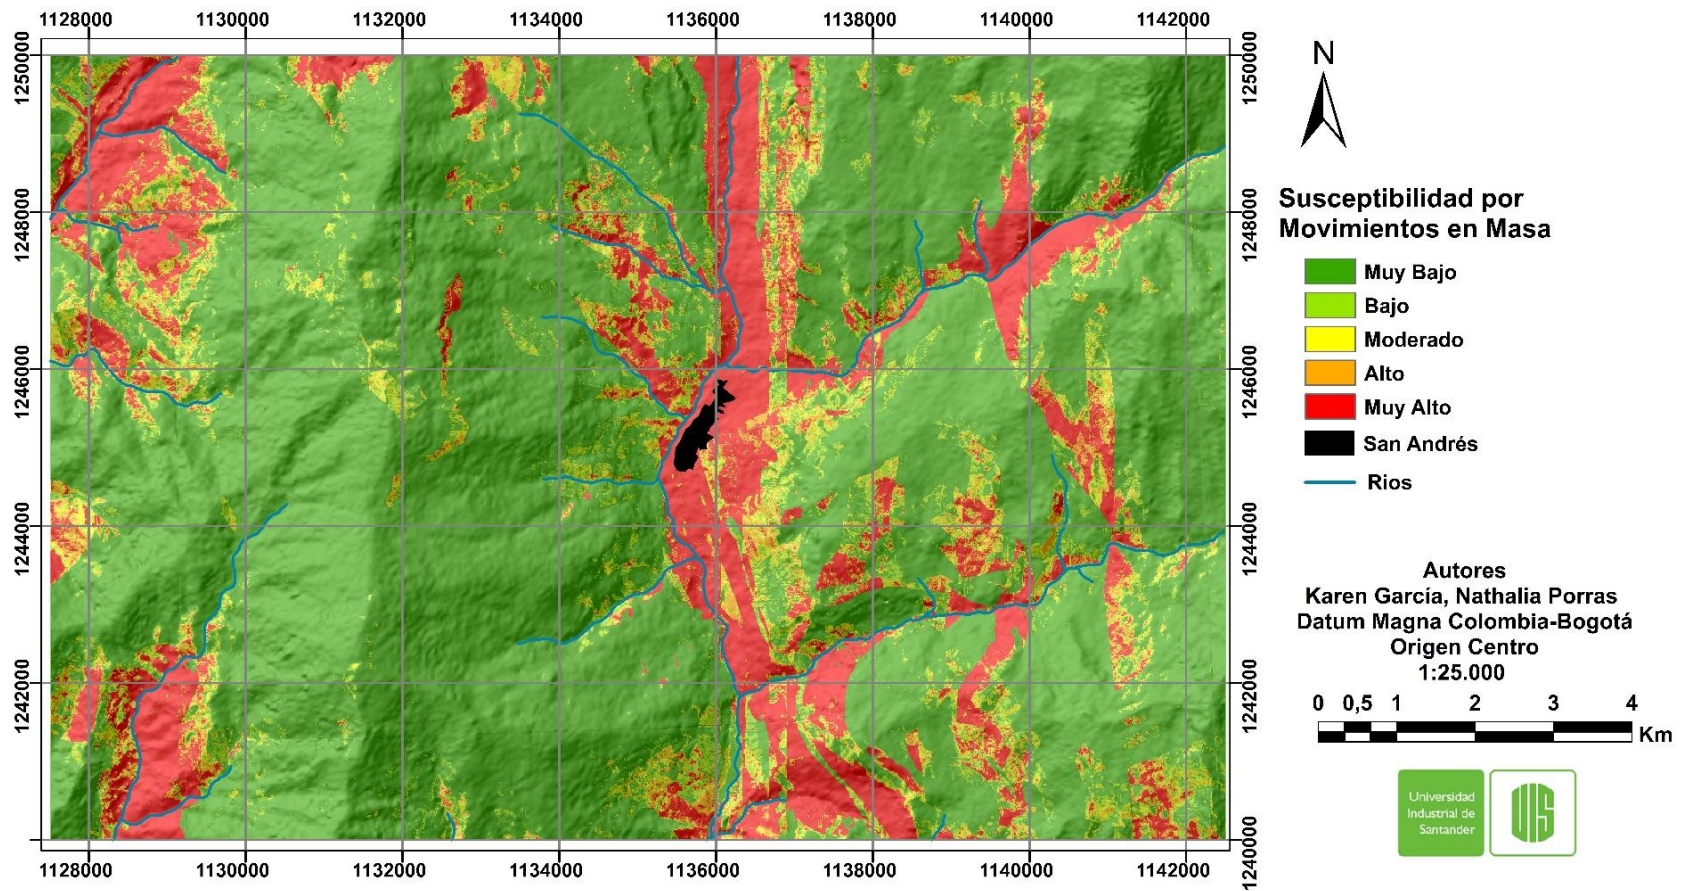 1128000 1130000 1132000 1134000 1136000 1138000 1140000 1142000
1250000
1248000
1246000
1244000
1242000
1240000
1250000
1248000
1246000
1244000
1242000
1128000 1130000 1132000 1134000 1136000 1138000 1140000 1142000
N
Susceptibilidad por
Movimientos en Masa
Muy Bajo
Bajo
Moderado
Alto
Muy Alto
San Andrés
Rios
Autores
Karen García, Nathalia Porras
Datum Magna Colombia-Bogotá
Origen Centro
1:25.000
0 0,5 1 2 3 4
Km
Universidad
Industrial de
Santander
UIS